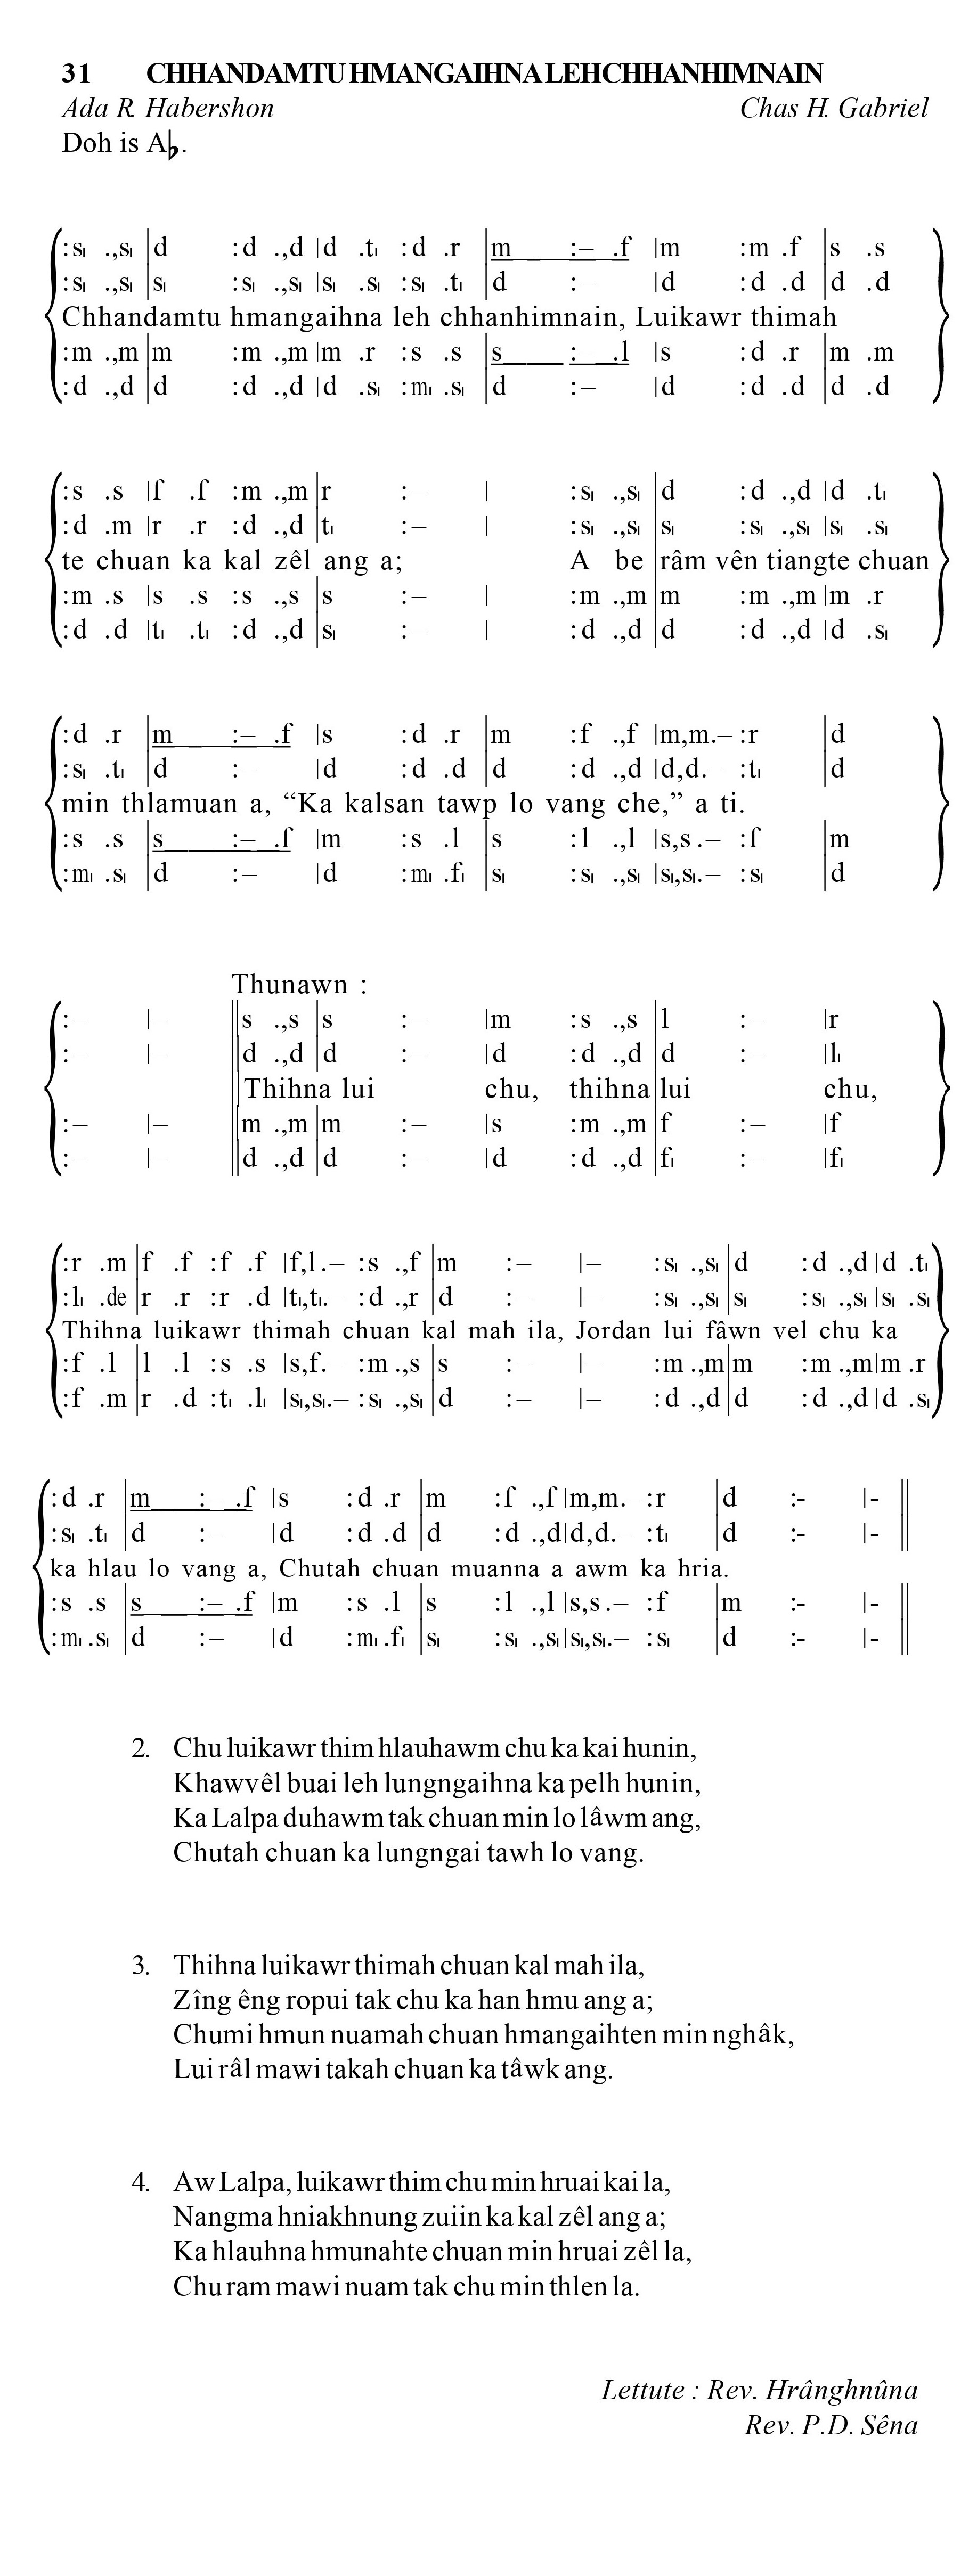 31 CHHANDAMTU HMANGAIHNA LEH CHHANHIMNAIN
Ada R. Habershon Chas H. Gabriel
Doh is A♭.
:s₁ .,s₁ |d :d .,d |d .t₁ :d .r |m :– .f |m :m .f |s .s
:s₁ .,s₁ |s₁ :s₁ .,s₁ |s₁ .s₁ :s₁ .t₁ |d :– |d :d .d |d .d
Chhandamtu hmangaihna leh chhanhimnain, Luikawr thimah
:m .,m |m :m .,m |m .r :s .s |s :– .l |s :d .r |m .m
:d .,d |d :d .,d |d .s₁ :m₁ .s₁ |d :– |d :d .d |d .d
:s .s |f .f :m .,m |r :– | :s₁ .,s₁ |d :d .,d |d .t₁
:d .m |r .r :d .,d |t₁ :– | :s₁ .,s₁ |s₁ :s₁ .,s₁ |s₁ .s₁
te chuan ka kal zêl ang a; A be râm vên tiangte chuan
:m .s |s .s :s .,s |s :– | :m .,m |m :m .,m |m .r
:d .d |t₁ .t₁ :d .,d |s₁ :– | :d .,d |d :d .,d |d .s₁
:d .r |m :– .f |s :d .r |m :f .,f |m,m.– :r |d
:s₁ .t₁ |d :– |d :d .d |d :d .,d |d,d.– :t₁ |d
min thlamuan a, “Ka kalsan tawp lo vang che,” a ti.
:s .s |s :– .f |m :s .l |s :l .,l |s,s .– :f |m
:m₁ .s₁ |d :– |d :m₁ .f₁ |s₁ :s₁ .,s₁ |s₁,s₁.– :s₁ |d
Thunawn :
:– |– ||s .,s |s :– |m :s .,s |l :– |r
:– |– ||d .,d |d :– |d :d .,d |d :– |l₁
Thihna lui chu, thihna lui chu,
:– |– ||m .,m |m :– |s :m .,m |f :– |f
:– |– ||d .,d |d :– |d :d .,d |f₁ :– |f₁
:r .m |f .f :f .f |f,l .– :s .,f |m :– |– :s₁ .,s₁ |d :d .,d |d .t₁
:l₁ .de |r .r :r .d |t₁,t₁.– :d .,r |d :– |– :s₁ .,s₁ |s₁ :s₁ .,s₁ |s₁ .s₁
Thihna luikawr thimah chuan kal mah ila, Jordan lui fâwn vel chu ka
:f .l |l .l :s .s |s,f.– :m .,s |s :– |– :m .,m |m :m .,m |m .r
:f .m |r .d :t₁ .l₁ |s₁,s₁.– :s₁ .,s₁ |d :– |– :d .,d |d :d .,d |d .s₁
:d .r |m :– .f |s :d .r |m :f .,f |m,m.– :r |d :- |- ||
:s₁ .t₁ |d :– |d :d .d |d :d .,d |d,d.– :t₁ |d :- |- ||
ka hlau lo vang a, Chutah chuan muanna a awm ka hria.
:s .s |s :– .f |m :s .l |s :l .,l |s,s .– :f |m :- |- ||
:m₁ .s₁ |d :– |d :m₁ .f₁ |s₁ :s₁ .,s₁ |s₁,s₁.– :s₁ |d :- |- ||
2. Chu luikawr thim hlauhawm chu ka kai hunin,
Khawvêl buai leh lungngaihna ka pelh hunin,
Ka Lalpa duhawm tak chuan min lo lâwm ang,
Chutah chuan ka lungngai tawh lo vang.
3. Thihna luikawr thimah chuan kal mah ila,
Zîng êng ropui tak chu ka han hmu ang a;
Chumi hmun nuamah chuan hmangaihten min nghâk,
Lui râl mawi takah chuan ka tâwk ang.
4. Aw Lalpa, luikawr thim chu min hruai kai la,
Nangma hniakhnung zuiin ka kal zêl ang a;
Ka hlauhna hmunahte chuan min hruai zêl la,
Chu ram mawi nuam tak chu min thlen la.
Lettute : Rev. Hrânghnûna
Rev. P.D. Sêna